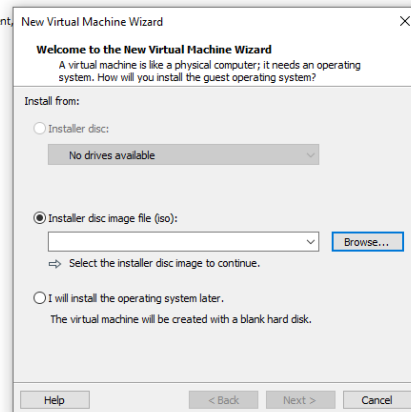 ent,
New Virtual Machine Wizard
Welcome to the New Virtual Machine Wizard
A virtual machine is like a physical computer; it needs an operating
system. How will you install the guest operating system?
Install from:
Installer disc:
No drives available
Installer disc image file (iso):
Browse...
Select the installer disc image to continue.
I will install the operating system later.
The virtual machine will be created with a blank hard disk.
Help
< Back
Next >
Cancel